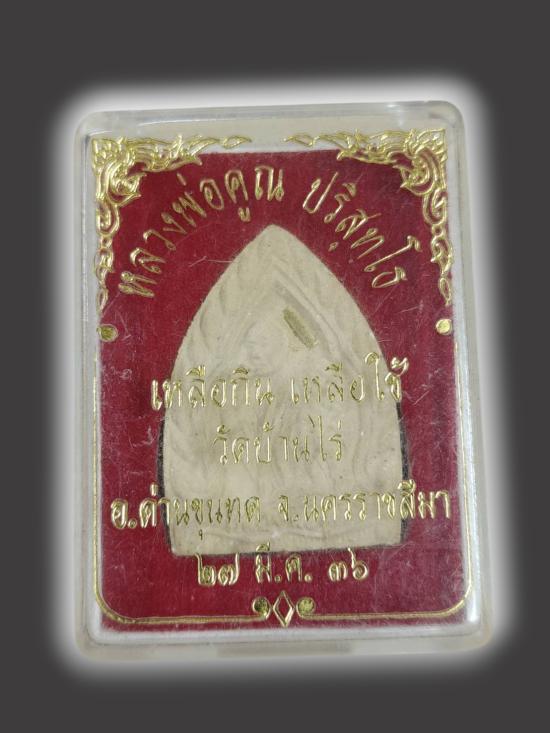 หลวงพ่อคูณ ปริสุทโธ
เหลือกิน เหลือใช้
วัดบ้านไร่
อ.ด่านขุนทด จ.นครราชสีมา
๒๗ มี.ค. ๓๖